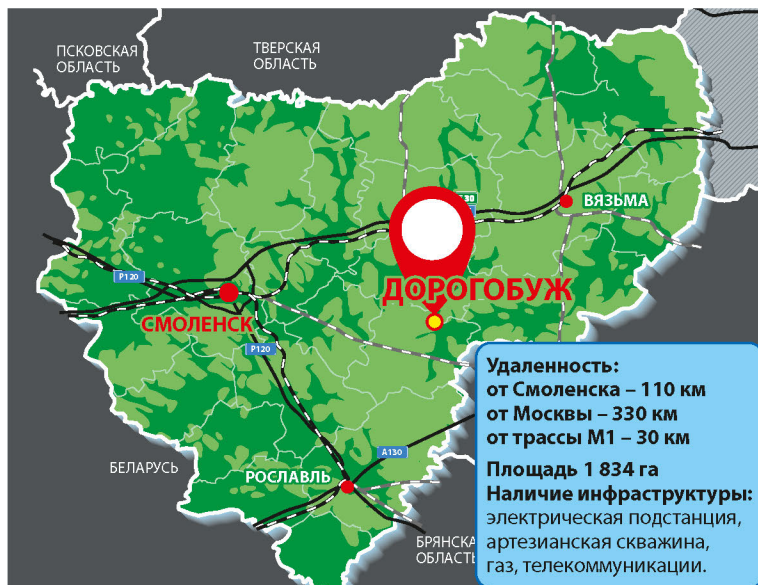 ПСКОВСКАЯ
ОБЛАСТЬ
ТВЕРСКАЯ
ОБЛАСТЬ
ВЯЗЬМА
ДОРОГОБУЖ
Р120
СМОЛЕНСК
Р120
Удаленность:
от Смоленска – 110 км
от Москвы – 330 км
от трассы М1 – 30 км
Площадь 1 834 га
Наличие инфраструктуры:
электрическая подстанция,
артезианская скважина,
газ, телекоммуникации.
А130
БЕЛАРУСЬ
РОСЛАВЛЬ
БРЯНСКА
ОБЛАСТЬ